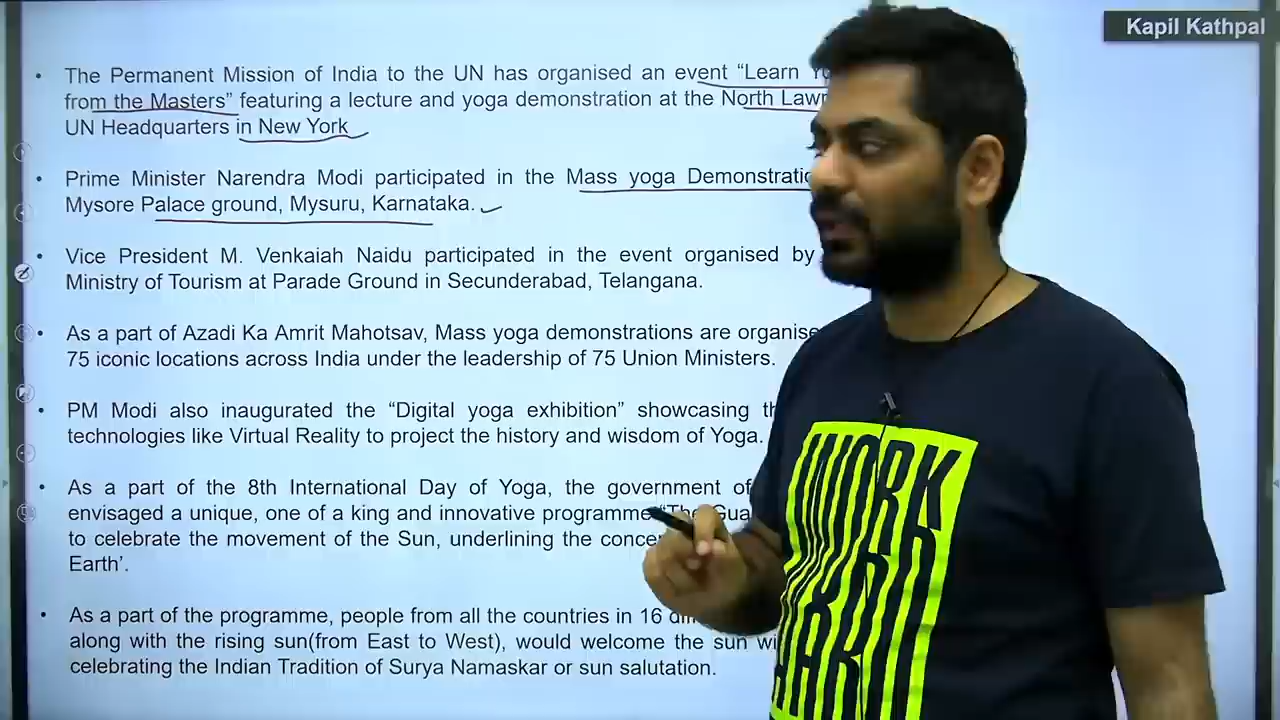 Kapil Kathpal
• The Permanent Mission of India to the UN has organised an event “Learn
from the Masters” featuring a lecture and yoga demonstration at the North
UN Headquarters in New York
• Prime Minister Narendra Modi participated in the Mass yoga
Mysore Palace ground, Mysuru, Karnataka.
• Vice President M. Venkaiah Naidu participated in the event organised by
Ministry of Tourism at Parade Ground in Secunderabad, Telangana.
• As a part of Azadi Ka Amrit Mahotsav, Mass yoga demonstrations are
75 iconic locations across India under the leadership of 75 Union Ministers.
• PM Modi also inaugurated the “Digital yoga exhibition” showcasing
technologies like Virtual Reality to project the history and wisdom of Yoga.
• As a part of the 8th International Day of Yoga, the government of
envisaged a unique, one of a king and innovative programme “The
to celebrate the movement of the Sun, underlining the
Earth’.
• As a part of the programme, people from all the countries in 16
along with the rising sun(from East to West), would welcome the sun
celebrating the Indian Tradition of Surya Namaskar or sun salutation.
WORK